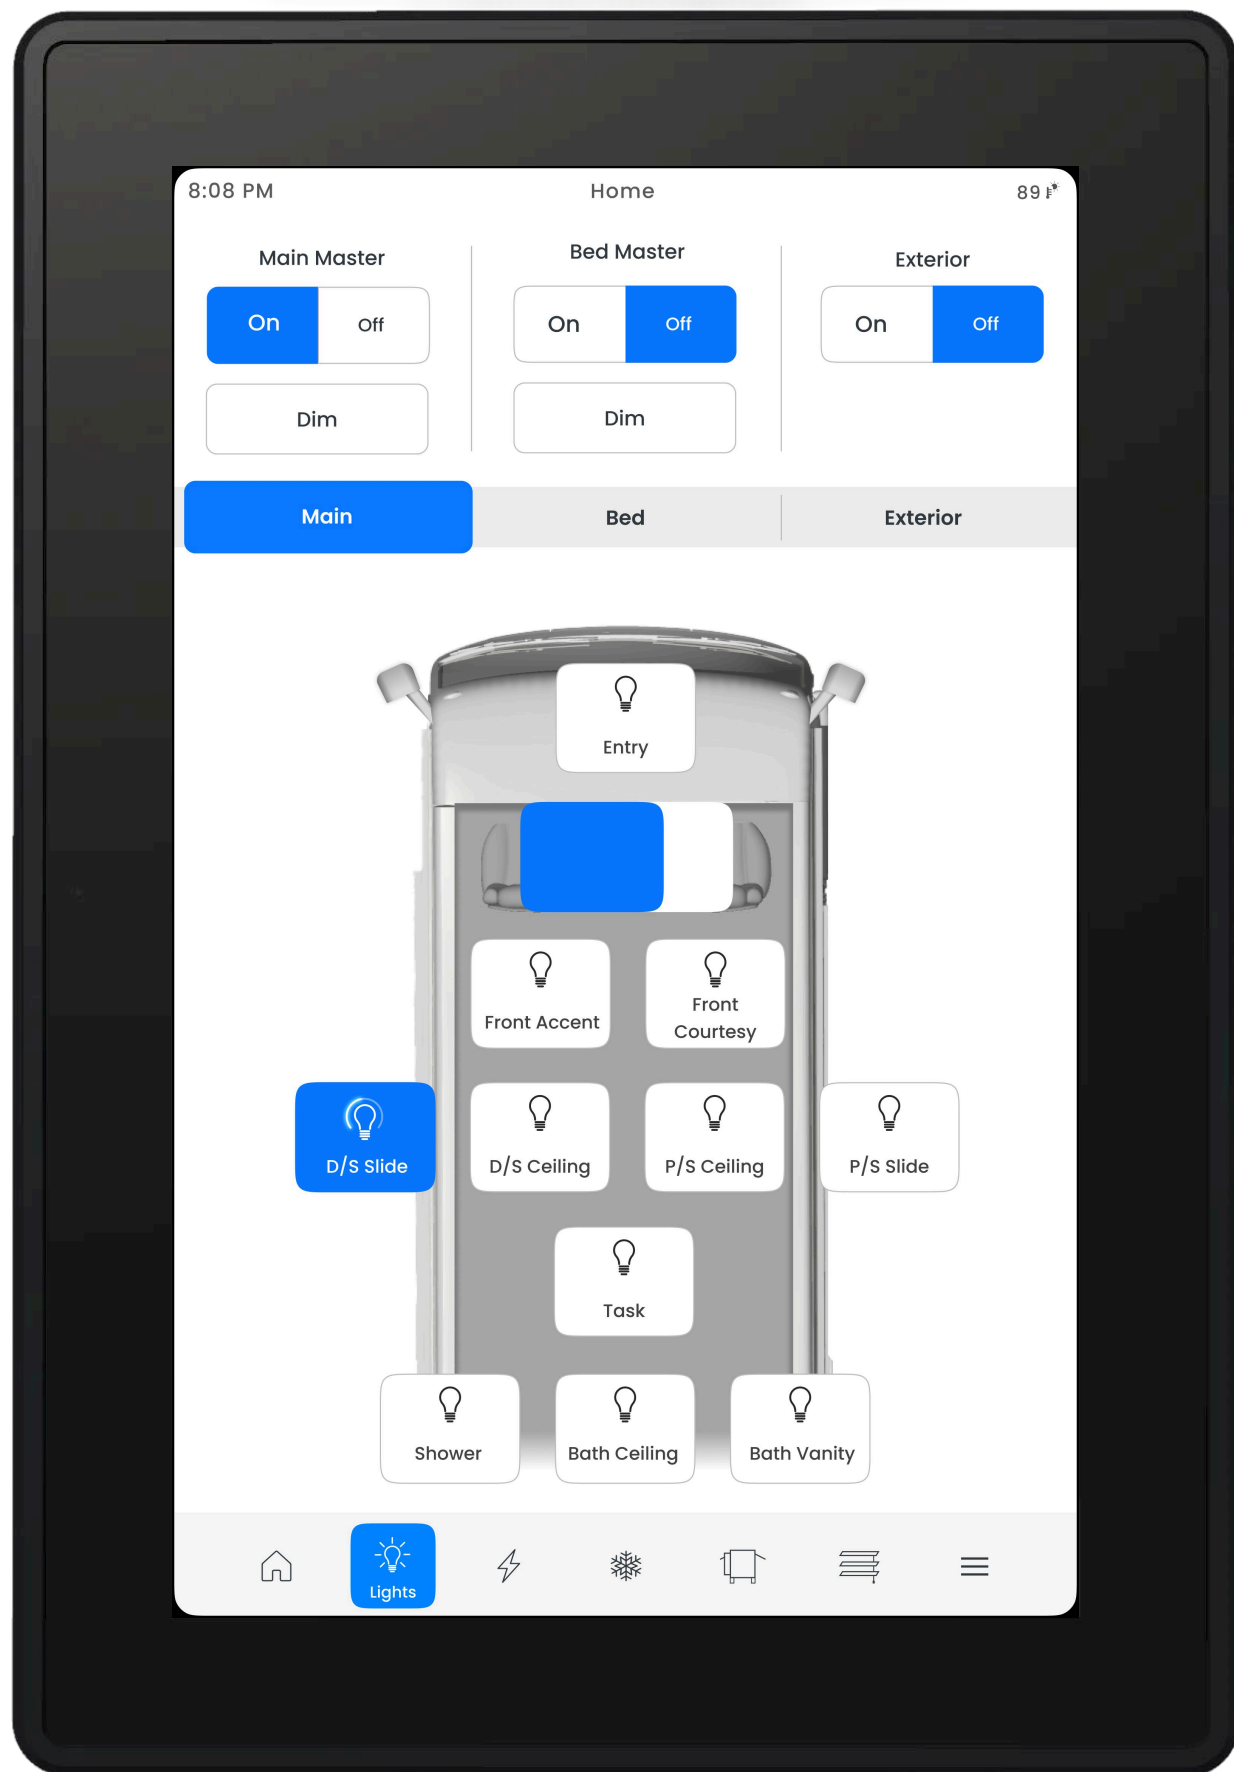 8:08 PM
Home
89
Main Master
Bed Master
Exterior
On
Off
On
Off
On
Off
Dim
Dim
Main
Bed
Exterior
Entry
Front Accent
Front
Courtesy
D/S Slide
D/S Ceiling
P/S Ceiling
P/S Slide
Task
Shower
Bath Ceiling
Bath Vanity
Lights